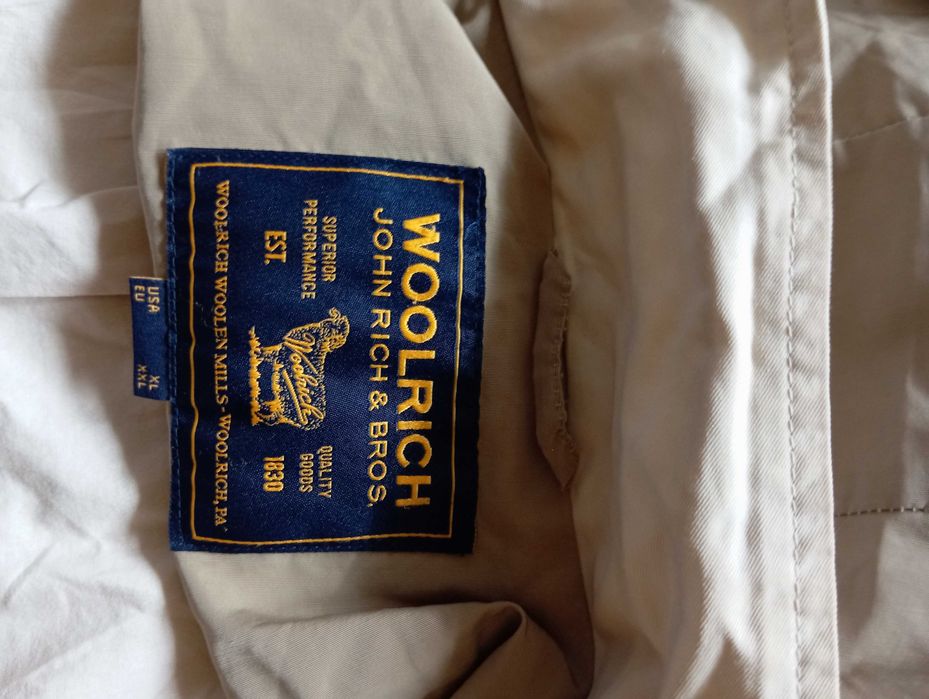 WOOLRICH
JOHN RICH & BROS.
SUPERIOR
PERFORMANCE
QUALITY
GOODS
Woolrich
EST.
1830
WOOLRICH WOOLEN MILLS - WOOLRICH, PA
USA XL
EU XXL